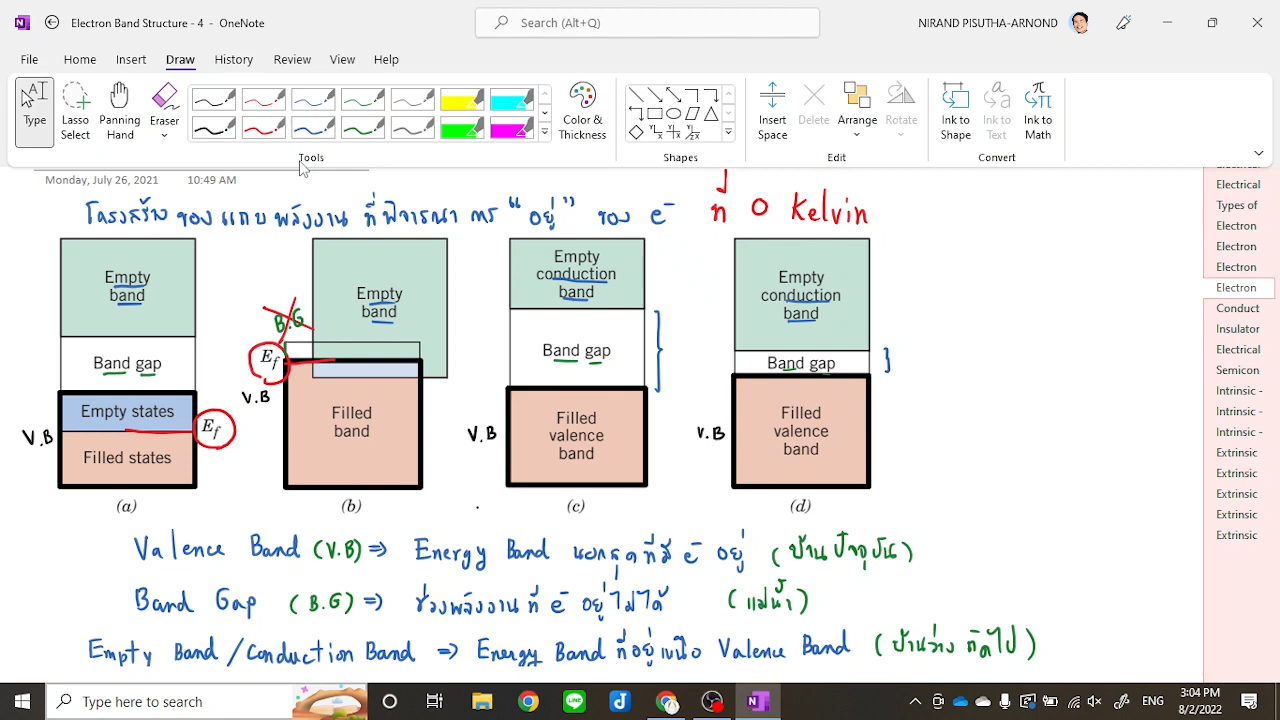 Electron Band Structure - 4 - OneNote
Search (Alt+Q)
NIRAND PISUTHA-ARNOND
File Home Insert Draw History Review View Help
Type
Lasso Select
Panning Hand
Eraser
Color & Thickness
Insert Space
Delete
Arrange
Rotate
Ink to Shape
Ink to Text
Ink to Math
Tools Shapes Edit Convert
Monday, July 26, 2021 10:49 AM
โครงสร้าง ของ แถบ พลังงาน ที่ พิจารณา การ "อยู่" ของ e⁻ ที่ 0 Kelvin
Empty band
Band gap
Empty states
Filled states
V.B
Ef
(a)
B.G
Empty band
Ef
V.B
Filled band
(b)
Empty conduction band
Band gap
V.B
Filled valence band
(c)
Empty conduction band
Band gap
V.B
Filled valence band
(d)
Valence Band (V.B) ⇒ Energy Band นอกสุดที่มี e⁻ อยู่ (บ้านปัจจุบัน)
Band Gap (B.G) ⇒ ช่วงพลังงาน ที่ e⁻ อยู่ไม่ได้ (แม่น้ำ)
Empty Band/Conduction Band ⇒ Energy Band ที่อยู่เหนือ Valence Band (บ้านว่าง ถัดไป)
Electrical
Types of
Electron
Electron
Electron
Electron
Conduct
Insulator
Electrical
Semicon
Intrinsic -
Intrinsic -
Intrinsic -
Extrinsic
Extrinsic
Extrinsic
Extrinsic
Extrinsic
Type here to search
ENG
3:04 PM
8/2/2022